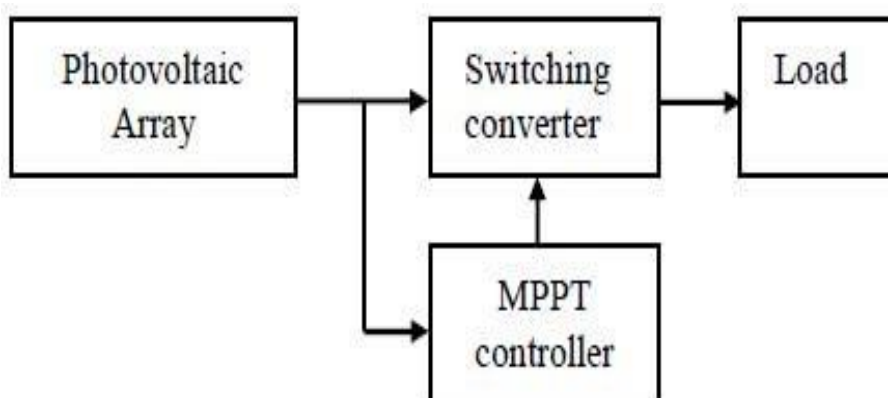 Photovoltaic
Array
Switching
converter
Load
MPPT
controller